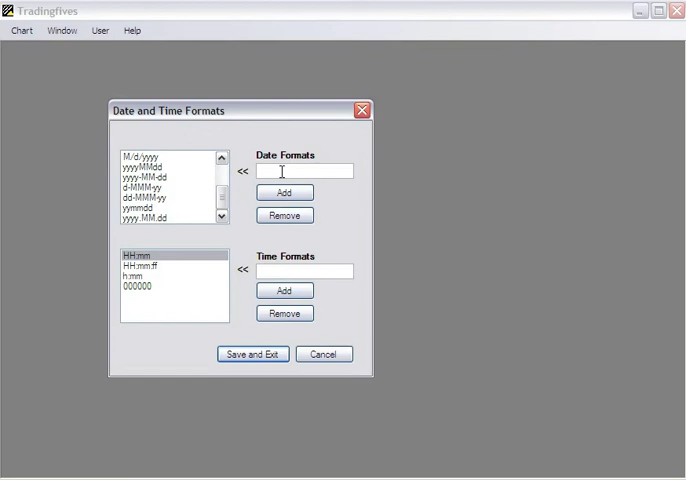 Tradingfives
Chart Window User Help
Date and Time Formats
M/d/yyyy
yyyyMMdd
yyyy-MM-dd
d-MMM-yy
dd-MMM-yy
yymmdd
yyyy.MM.dd
<<
Date Formats
Add
Remove
HH:mm
HH:mm:ff
h:mm
000000
<<
Time Formats
Add
Remove
Save and Exit
Cancel